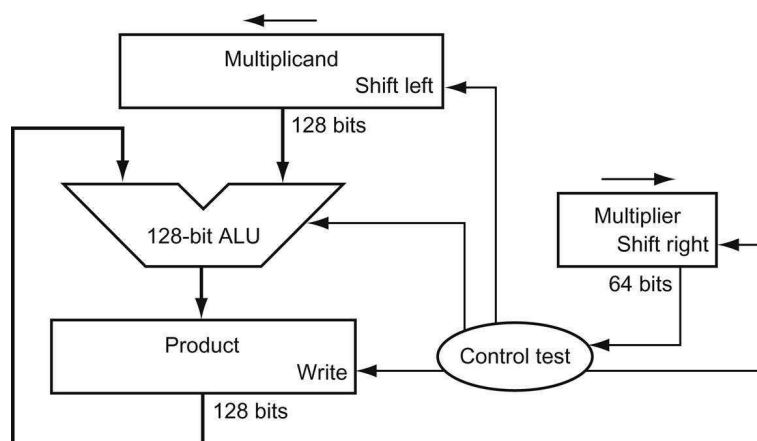 Multiplicand
Shift left
128 bits
128-bit ALU
Multiplier
Shift right
64 bits
Product
Write
Control test
128 bits